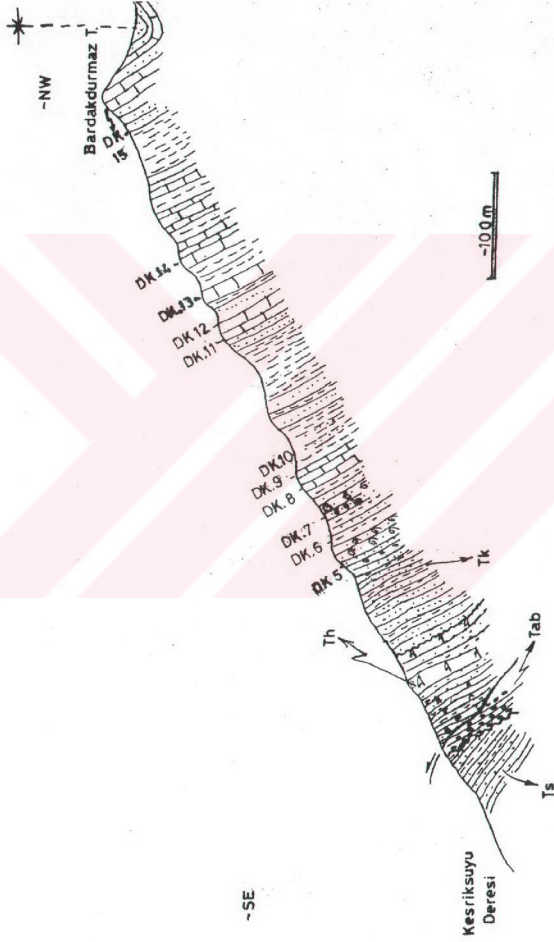 ~NW
Bardakdurmaz T.
DK.
15
DK.14
DK.13
DK.12
DK.11
DK.10
DK.9
DK.8
DK.7
DK.6
DK.5
~100m
Tk
Th
Tab
Ts
~SE
Kesriksuyu
Deresi